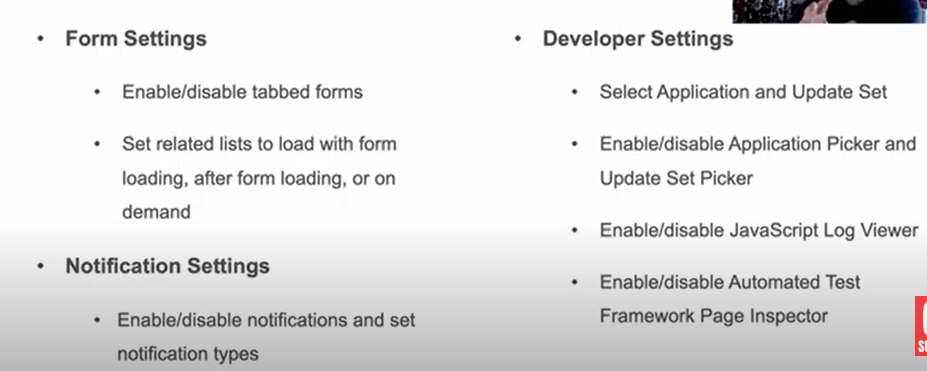 • Form Settings
• Enable/disable tabbed forms
• Set related lists to load with form
loading, after form loading, or on
demand
• Notification Settings
• Enable/disable notifications and set
notification types
• Developer Settings
• Select Application and Update Set
• Enable/disable Application Picker and
Update Set Picker
• Enable/disable JavaScript Log Viewer
• Enable/disable Automated Test
Framework Page Inspector